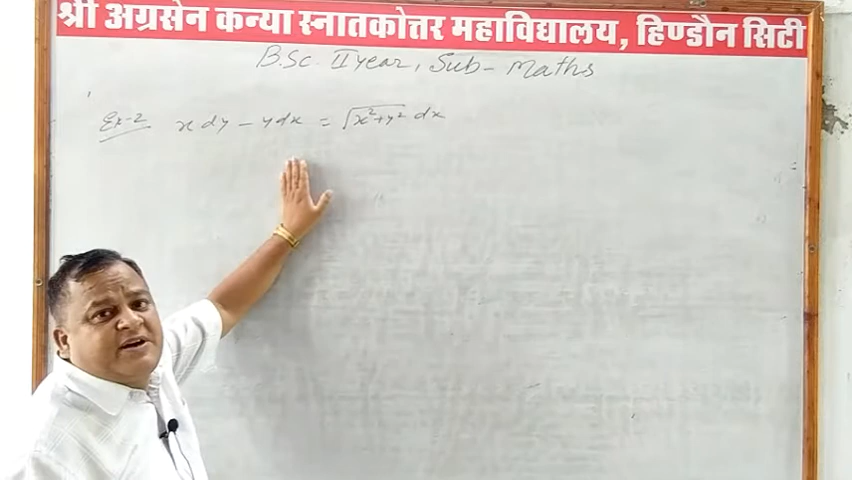 श्री अग्रसेन कन्या स्नातकोत्तर महाविद्यालय, हिण्डौन सिटी
B.Sc. II year, Sub- Maths
Ex-2 x dy - y dx = √x²+y² dx